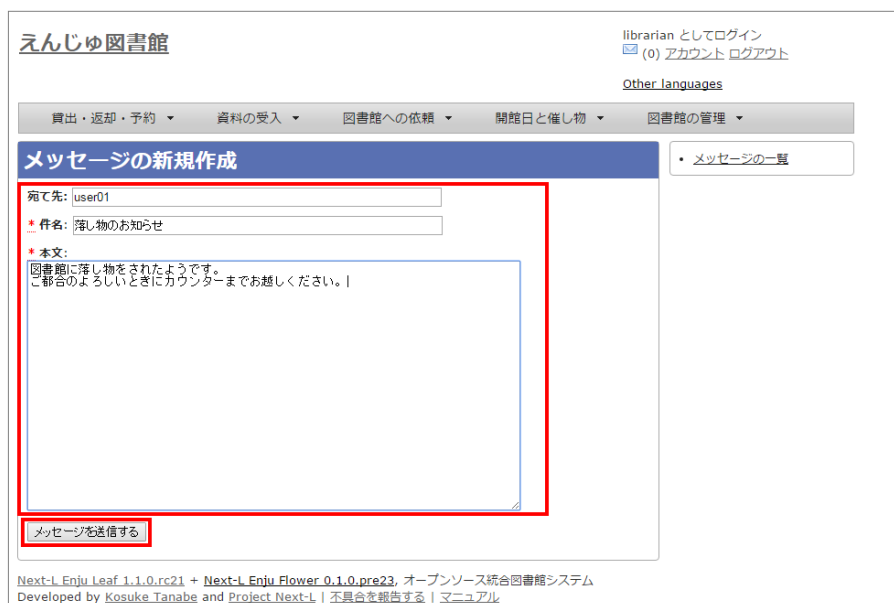 えんじゅ図書館
librarian としてログイン
(0) アカウント ログアウト
Other languages
貸出・返却・予約 ▼ 資料の受入 ▼ 図書館への依頼 ▼ 開館日と催し物 ▼ 図書館の管理 ▼
メッセージの新規作成
• メッセージの一覧
宛て先: user01
* 件名: 落し物のお知らせ
* 本文:
図書館に落し物をされたようです。
ご都合のよろしいときにカウンターまでお越しください。
メッセージを送信する
Next-L Enju Leaf 1.1.0.rc21 + Next-L Enju Flower 0.1.0.pre23, オープンソース統合図書館システム
Developed by Kosuke Tanabe and Project Next-L | 不具合を報告する | マニュアル